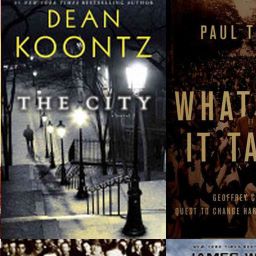 #1 NEW YORK TIMES BESTSELLING AUTHOR
DEAN
KOONTZ
THE CITY
a novel
PAUL T
WHAT
IT TA
GEOFFREY C
QUEST TO CHANGE HAR
JAMES W